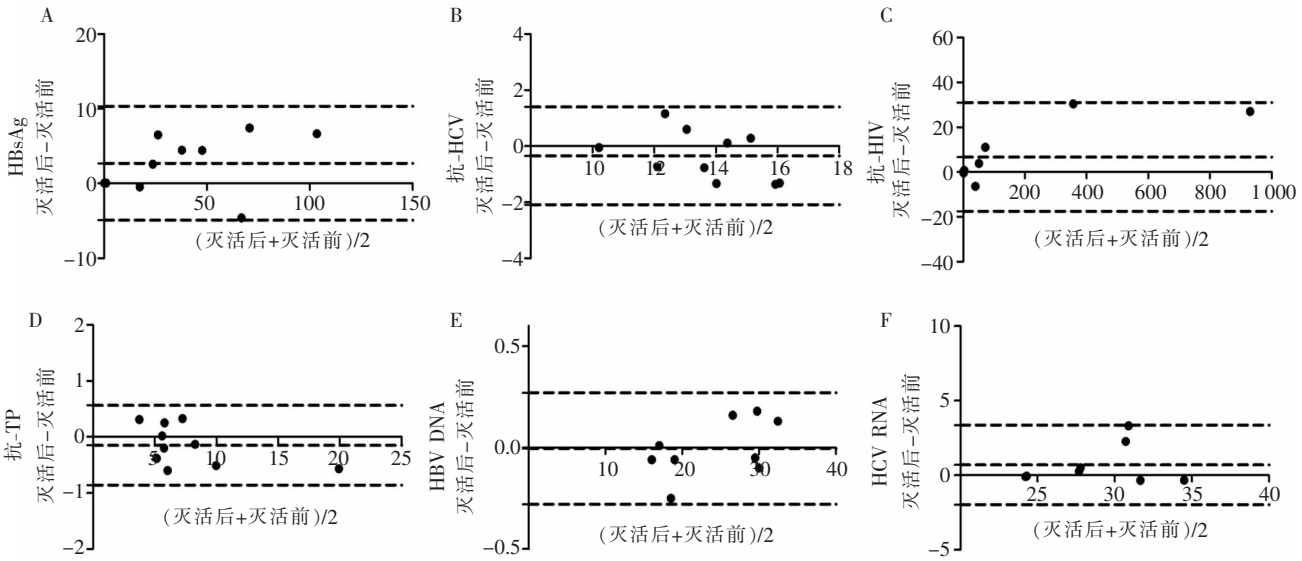 A
20
10
0
−10
50
100
150
HBsAg
灭活后−灭活前
(灭活后+灭活前)/2
B
4
2
0
−2
−4
10
12
14
16
18
抗-HCV
灭活后−灭活前
(灭活后+灭活前)/2
C
60
40
20
0
−20
−40
200
400
600
800
1 000
抗-HIV
灭活后−灭活前
(灭活后+灭活前)/2
D
2
1
0
−1
−2
5
10
15
20
25
抗-TP
灭活后−灭活前
(灭活后+灭活前)/2
E
0.5
0.0
−0.5
10
20
30
40
HBV DNA
灭活后−灭活前
(灭活后+灭活前)/2
F
10
5
0
−5
25
30
35
40
HCV RNA
灭活后−灭活前
(灭活后+灭活前)/2